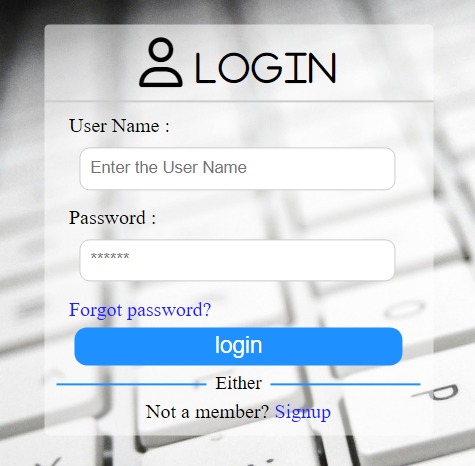 LOGIN
User Name :
Enter the User Name
Password :
******
Forgot password?
login
Either
Not a member? Signup